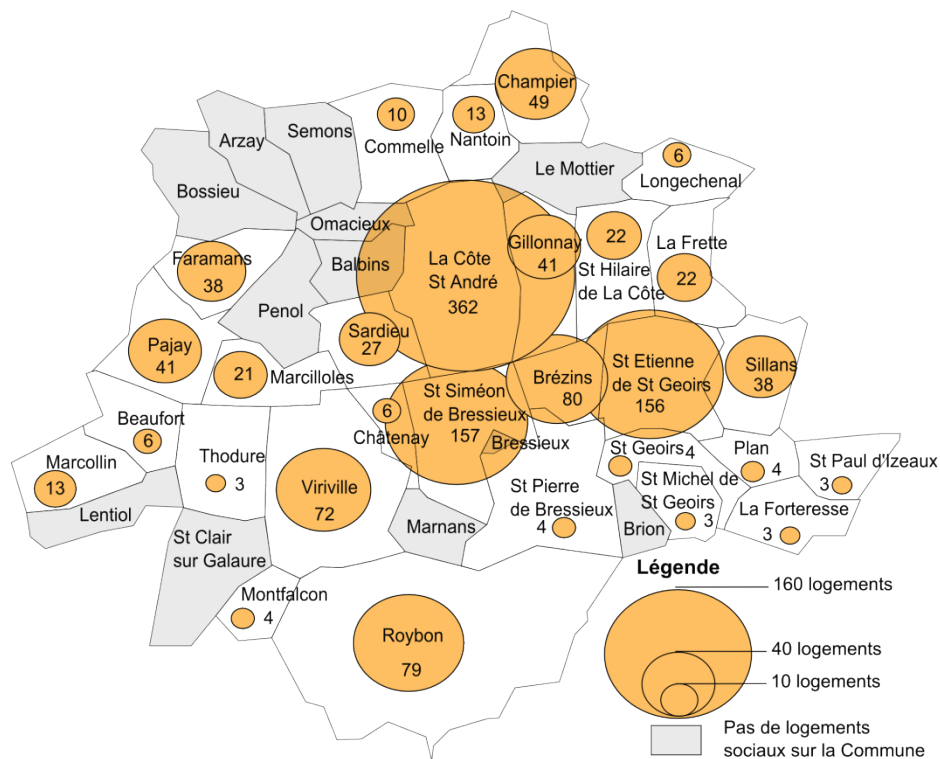 Champier
49
10
Commelle
13
Nantoin
Semons
Arzay
Bossieu
Le Mottier
6
Longechenal
Omacieux
Balbins
La Côte
St André
362
Gillonnay
41
22
St Hilaire
de La Côte
La Frette
22
Faramans
38
Penol
Sardieu
27
Pajay
41
21
Marcilloles
St Siméon
de Bressieux
157
Brézins
80
St Etienne
de St Geoirs
156
Sillans
38
6
Châtenay
Bressieux
Beaufort
6
Marcollin
13
Thodure
3
Viriville
72
Lentiol
St Clair
sur Galaure
Marnans
St Pierre
de Bressieux
4
St Geoirs 4
St Michel de
St Geoirs
3
Brion
Plan
4
St Paul d'Izeaux
3
La Forteresse
3
Montfalcon
4
Roybon
79
Légende
160 logements
40 logements
10 logements
Pas de logements
sociaux sur la Commune